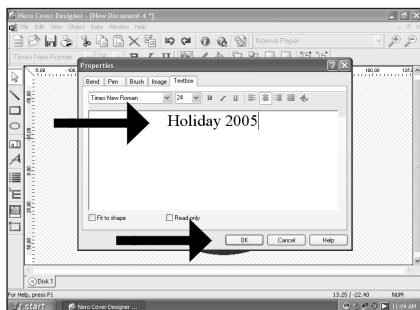 Nero Cover Designer - [New Document 4 *]
File Edit View Object Data Window Help
Normal Paper
Times New Roman 24
Properties
Bend Pen Brush Image Textbox
Times New Roman 24 B I U
Holiday 2005
Fit to shape Read only
OK Cancel Help
Disk 1
For Help, press F1 13.25 / -22.40 NUM
start Nero Cover Designer ... 11:04 AM